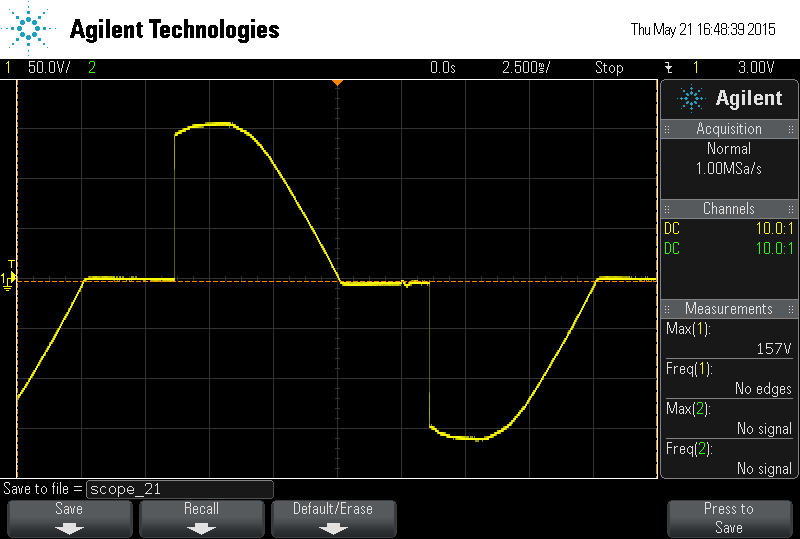 Agilent Technologies
Thu May 21 16:48:39 2015
1 50.0V/ 2 0.0s 2.500ms/ Stop 1 3.00V
Agilent
Acquisition
Normal
1.00MSa/s
Channels
DC 10.0:1
DC 10.0:1
T
1
Measurements
Max(1):
157V
Freq(1):
No edges
Max(2):
No signal
Freq(2):
No signal
Save to file = scope_21
Save
Recall
Default/Erase
Press to
Save